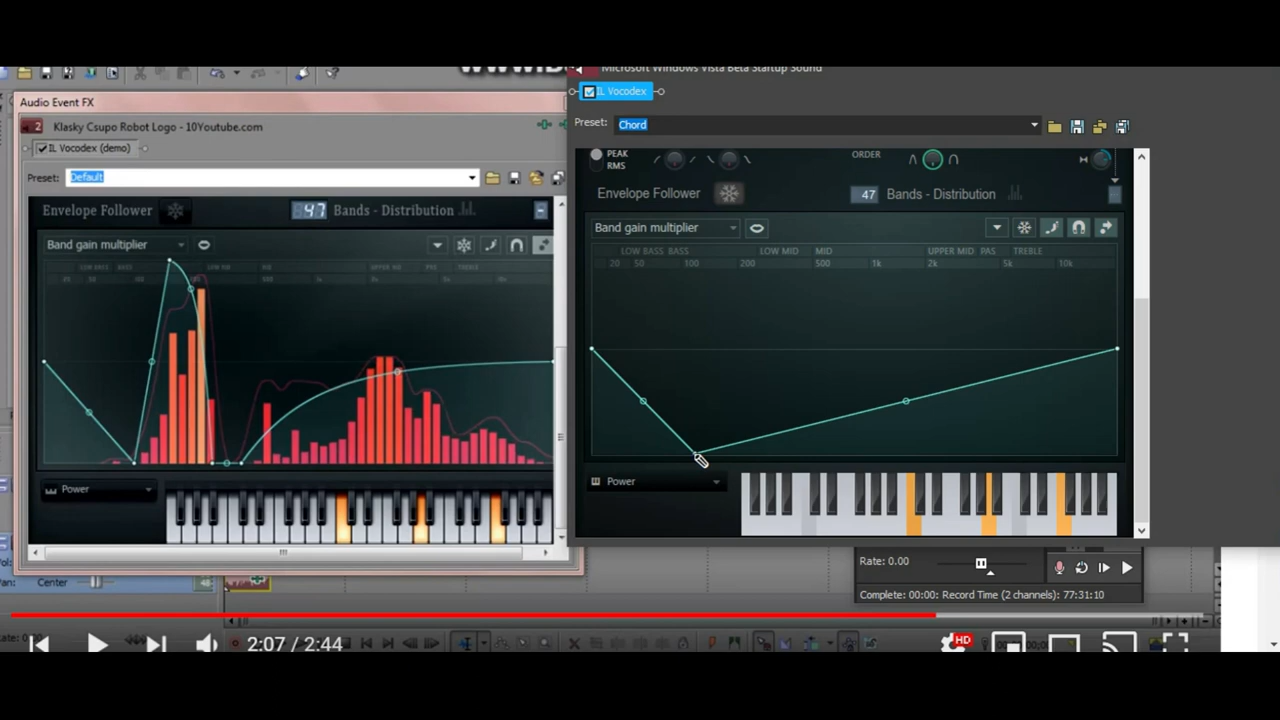 Audio Event FX
2 Klasky Csupo Robot Logo - 10Youtube.com
IL Vocodex (demo)
Preset: Default
Envelope Follower
47 Bands - Distribution
Band gain multiplier
Power
Center
Microsoft Windows Vista Beta Startup Sound
IL Vocodex
Preset: Chord
PEAK
RMS
ORDER
H
Envelope Follower
47 Bands - Distribution
Band gain multiplier
LOW BASS BASS LOW MID MID UPPER MID PAS TREBLE
20 50 100 200 500 1k 2k 5k 10k
Power
Rate: 0.00
Complete: 00:00: Record Time (2 channels): 77:31:10
2:07 / 2:44
HD